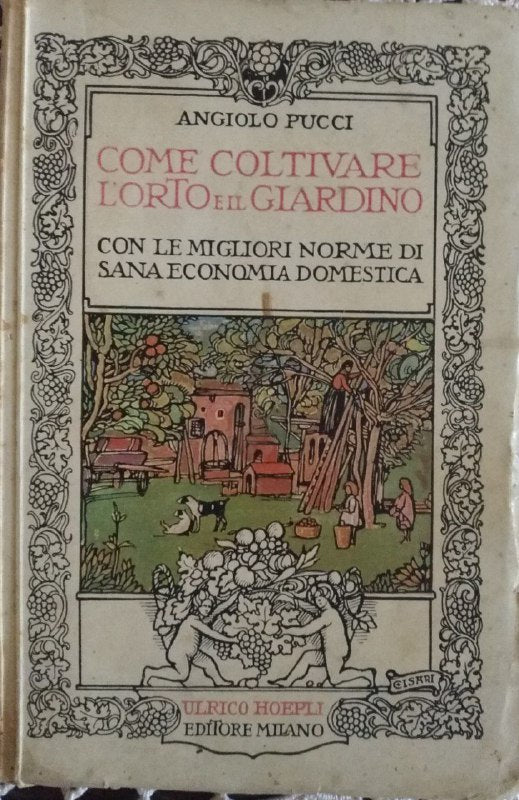 ANGIOLO PUCCI
COME COLTIVARE
L'ORTO E IL GIARDINO
CON LE MIGLIORI NORME DI
SANA ECONOMIA DOMESTICA
CISARI
ULRICO HOEPLI
EDITORE MILANO